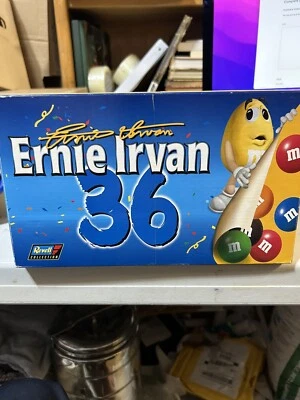 Ernie Irvan
Ernie Irvan
36
Revell
COLLECTION
m
m
m
m